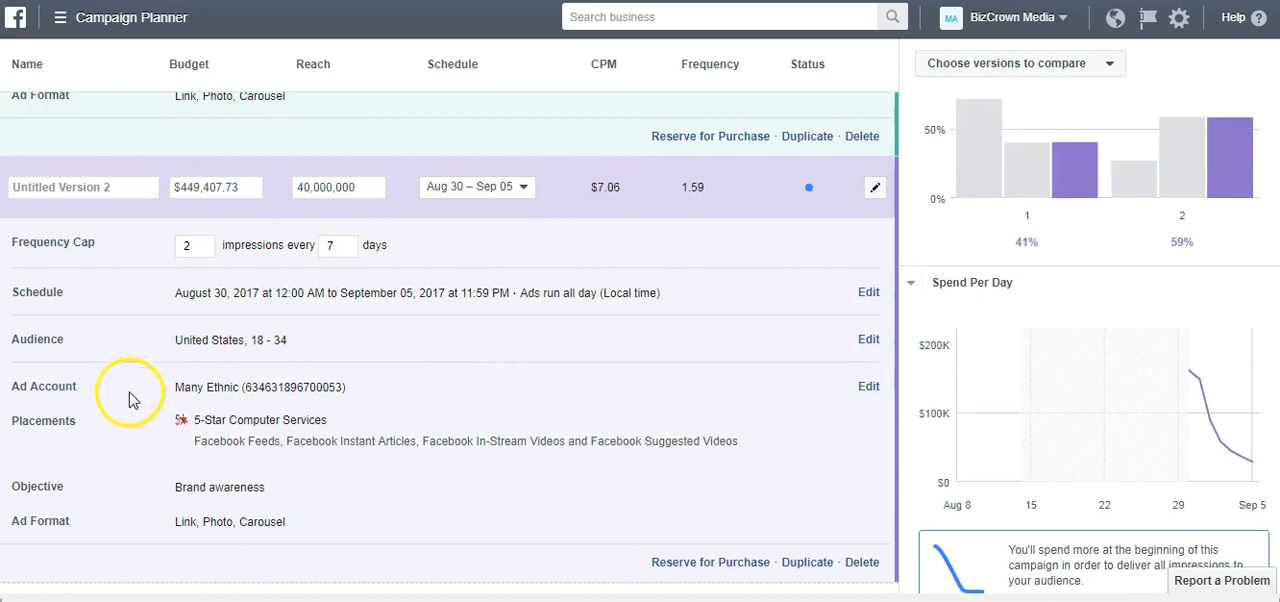 f ☰ Campaign Planner Search business MA BizCrown Media Help ?
Name Budget Reach Schedule CPM Frequency Status
Ad Format Link, Photo, Carousel
Reserve for Purchase · Duplicate · Delete
Untitled Version 2 $449,407.73 40,000,000 Aug 30 – Sep 05 $7.06 1.59
Frequency Cap 2 impressions every 7 days
Schedule August 30, 2017 at 12:00 AM to September 05, 2017 at 11:59 PM · Ads run all day (Local time) Edit
Audience United States, 18 - 34 Edit
Ad Account Many Ethnic (634631896700053) Edit
Placements 5★ 5-Star Computer Services
Facebook Feeds, Facebook Instant Articles, Facebook In-Stream Videos and Facebook Suggested Videos
Objective Brand awareness
Ad Format Link, Photo, Carousel
Reserve for Purchase · Duplicate · Delete
Choose versions to compare
50%
0%
1 2
41% 59%
Spend Per Day
$200K
$100K
$0
Aug 8 15 22 29 Sep 5
You'll spend more at the beginning of this
campaign in order to deliver all impressions to
your audience.
Report a Problem